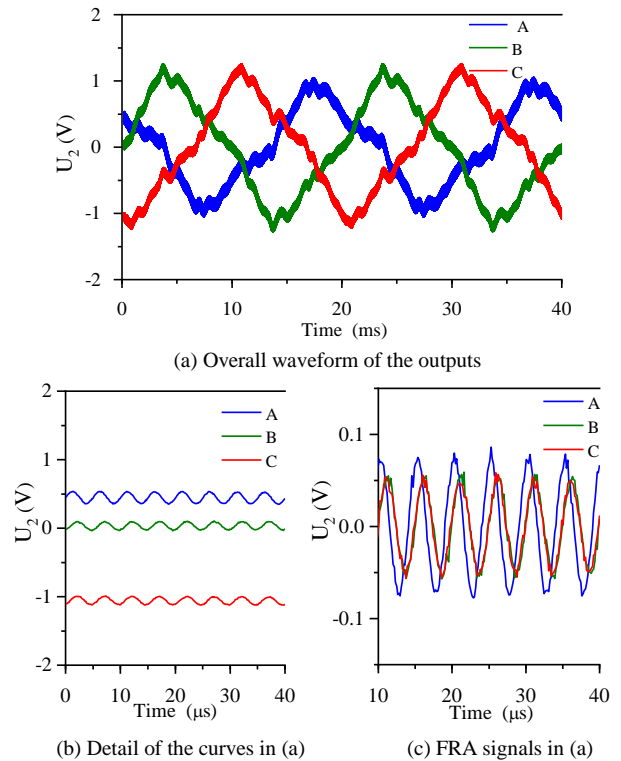 2
A
B
C
1
U2 (V)
0
-1
-2
0
10
20
30
40
Time (ms)
(a) Overall waveform of the outputs
2
A
B
C
1
U2 (V)
0
-1
-2
0
10
20
30
40
Time (μs)
(b) Detail of the curves in (a)
A
B
C
0.1
U2 (V)
0.0
-0.1
10
20
30
40
Time (μs)
(c) FRA signals in (a)